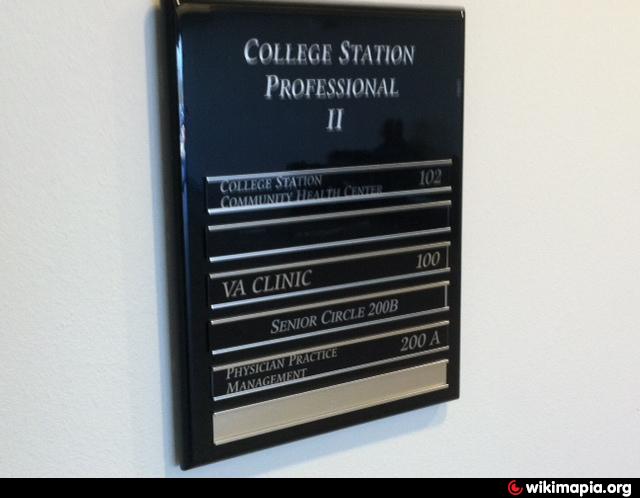 COLLEGE STATION
PROFESSIONAL
II
COLLEGE STATION 102
COMMUNITY HEALTH CENTER
VA CLINIC 100
SENIOR CIRCLE 200B
PHYSICIAN PRACTICE 200 A
MANAGEMENT
wikimapia.org